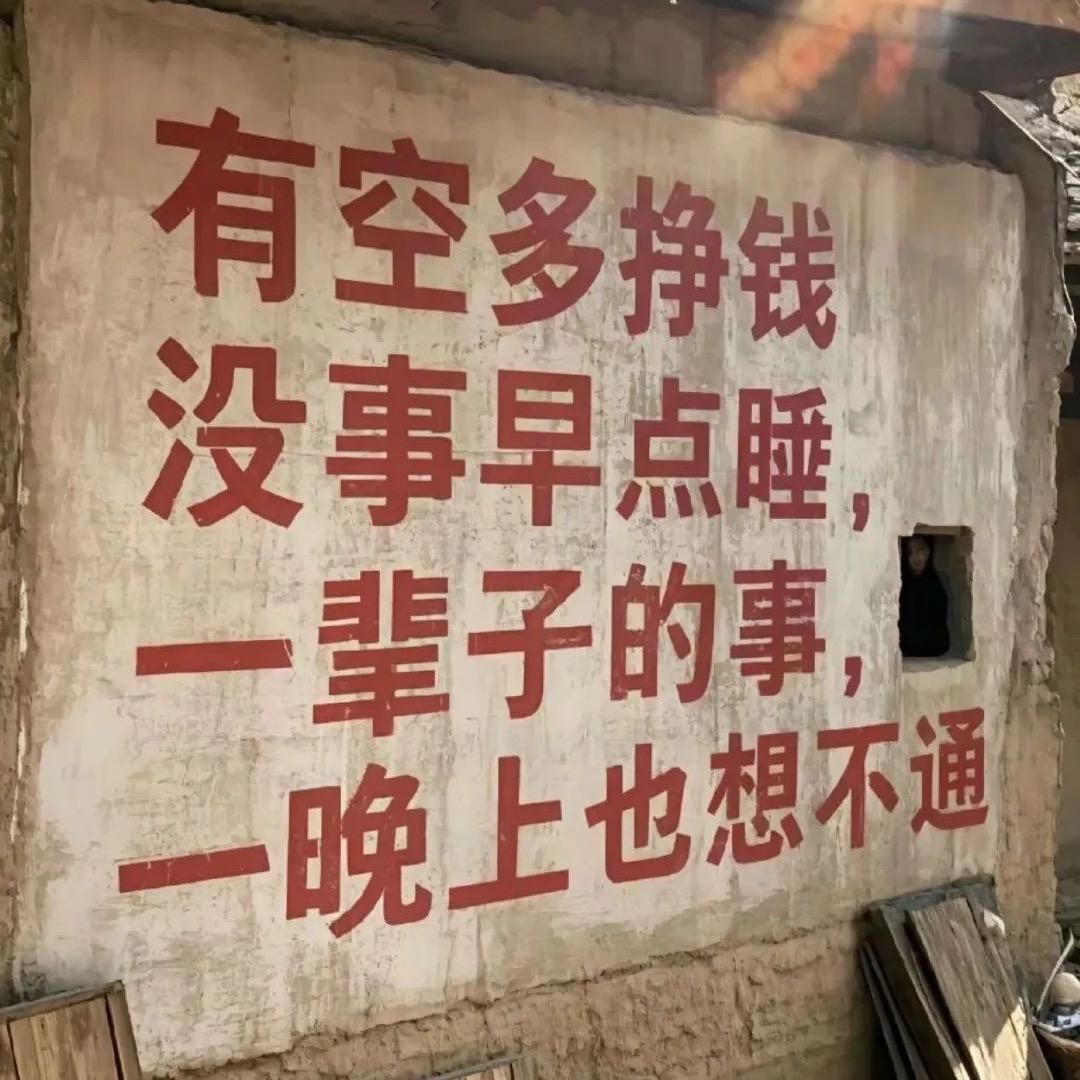 有空多挣钱
没事早点睡，
一辈子的事，
一晚上也想不通